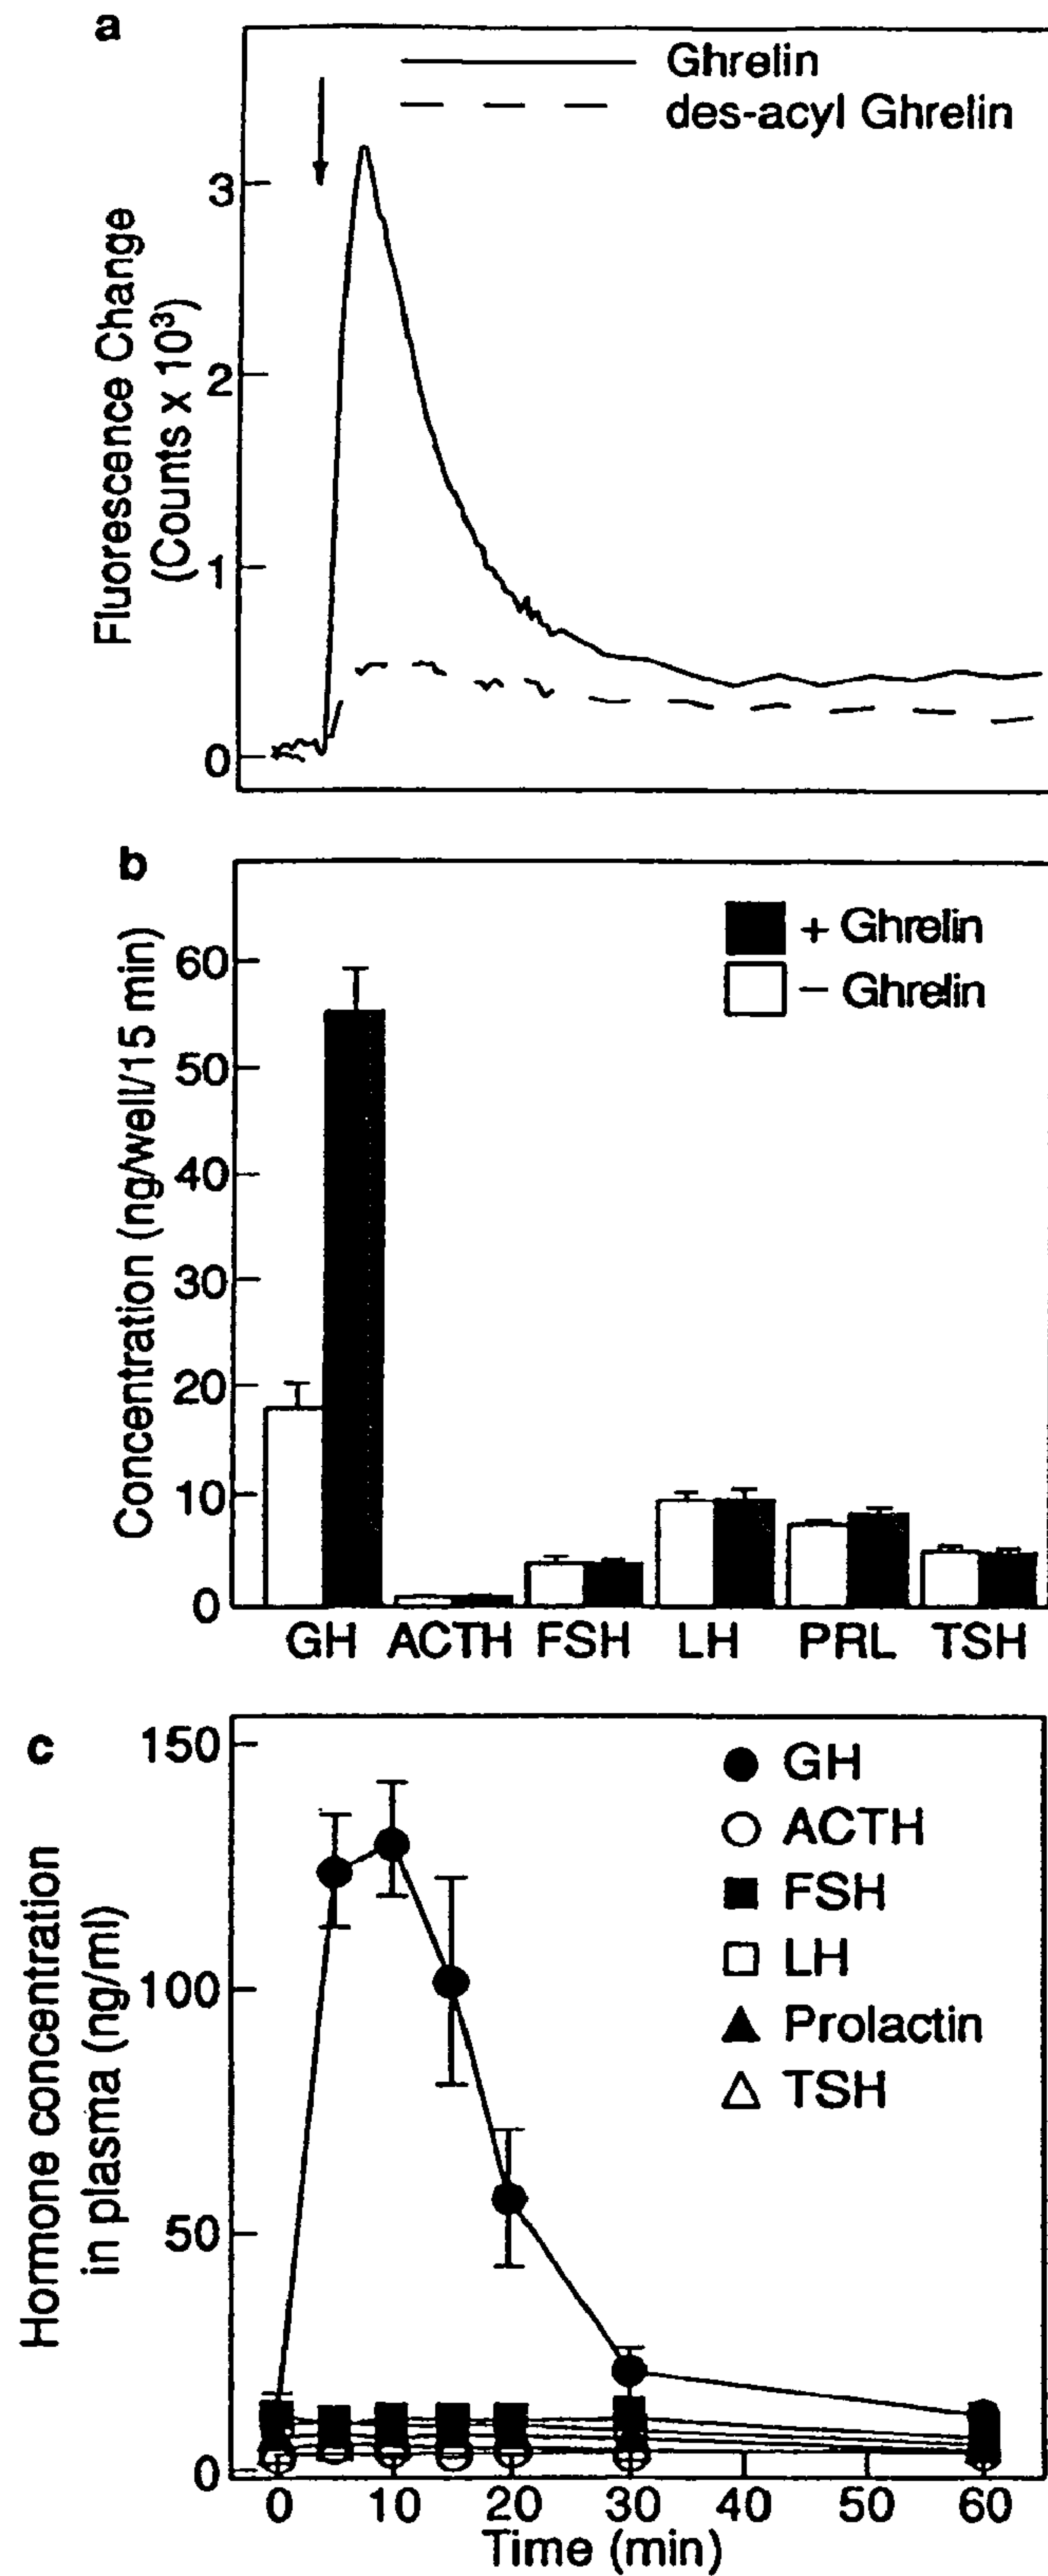 a
Ghrelin
des-acyl Ghrelin
Fluorescence Change
(Counts x 10³)
3
2
1
0
b
+ Ghrelin
– Ghrelin
Concentration (ng/well/15 min)
60
50
40
30
20
10
0
GH ACTH FSH LH PRL TSH
c
GH
ACTH
FSH
LH
Prolactin
TSH
Hormone concentration
in plasma (ng/ml)
150
100
50
0
0 10 20 30 40 50 60
Time (min)